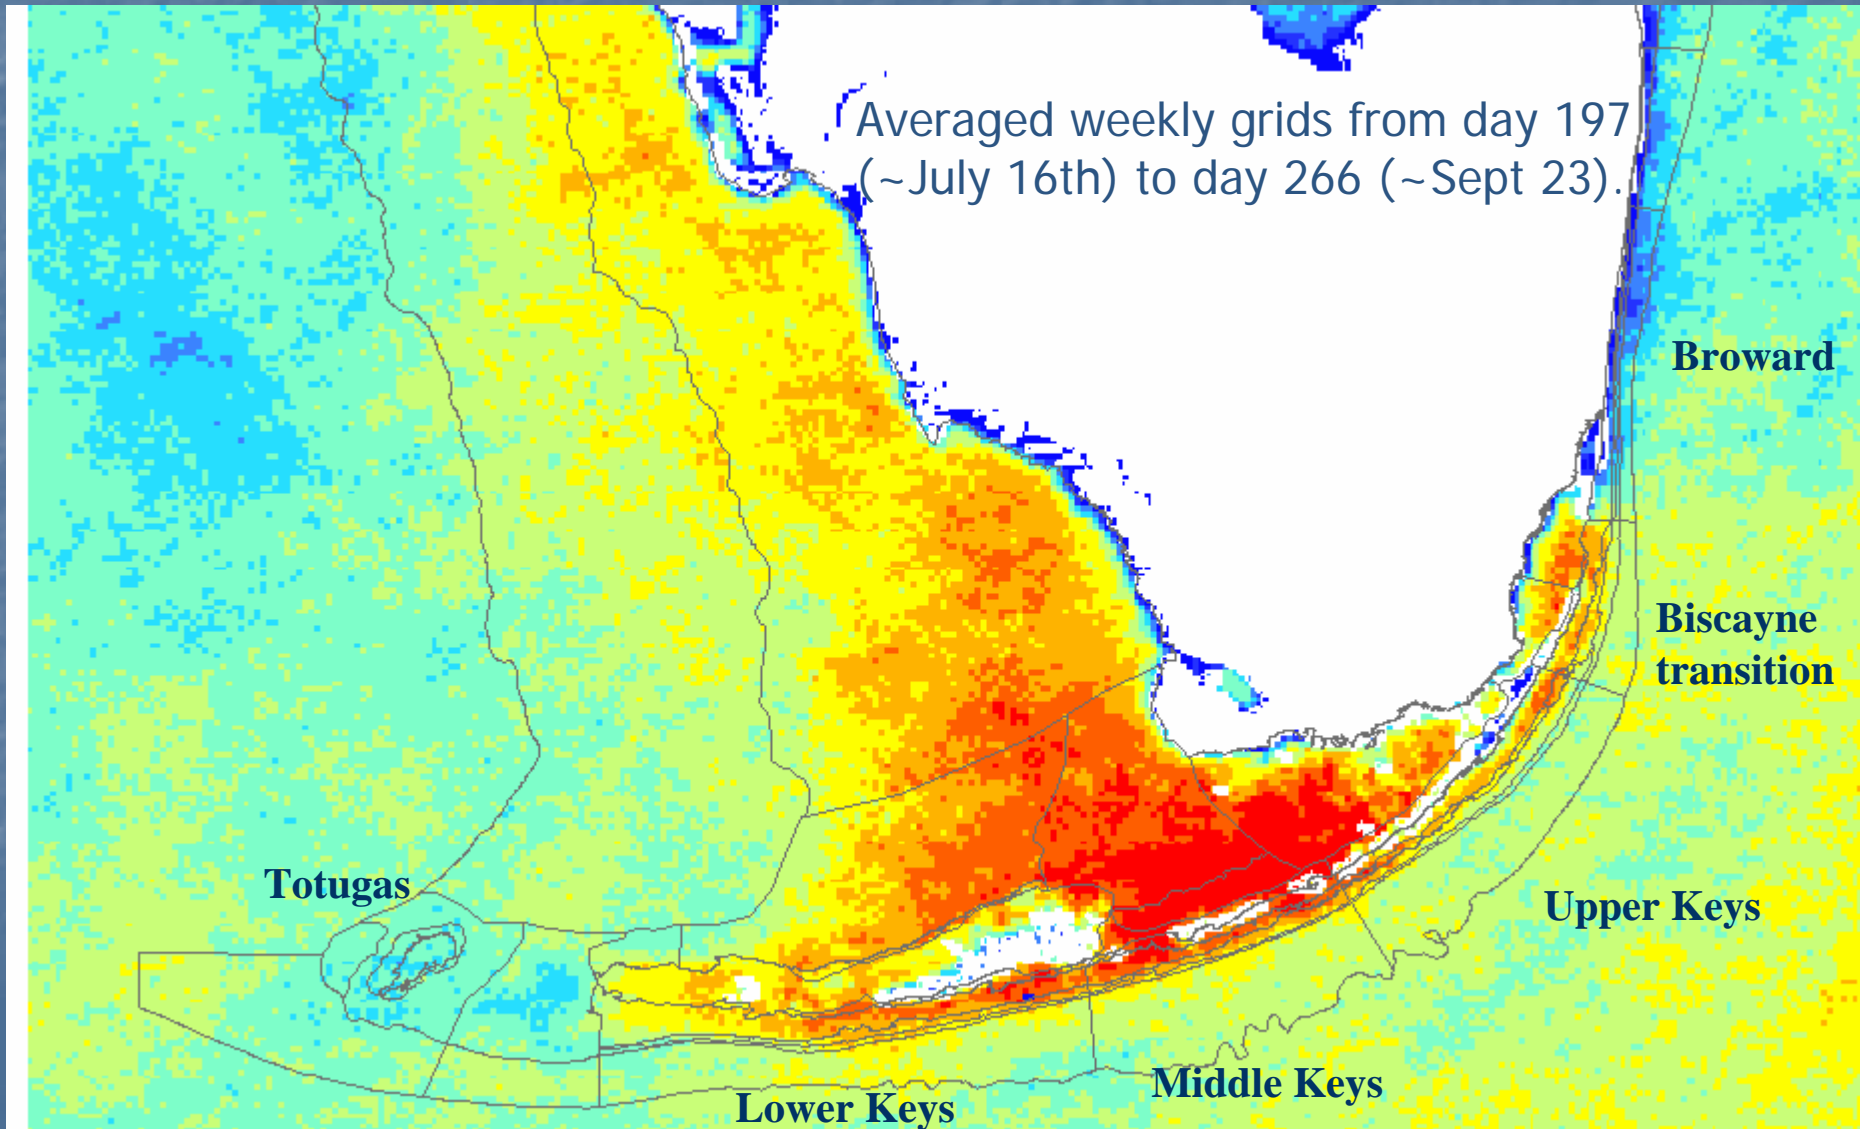 Averaged weekly grids from day 197
(~July 16th) to day 266 (~Sept 23).
Broward
Biscayne
transition
Totugas
Upper Keys
Middle Keys
Lower Keys